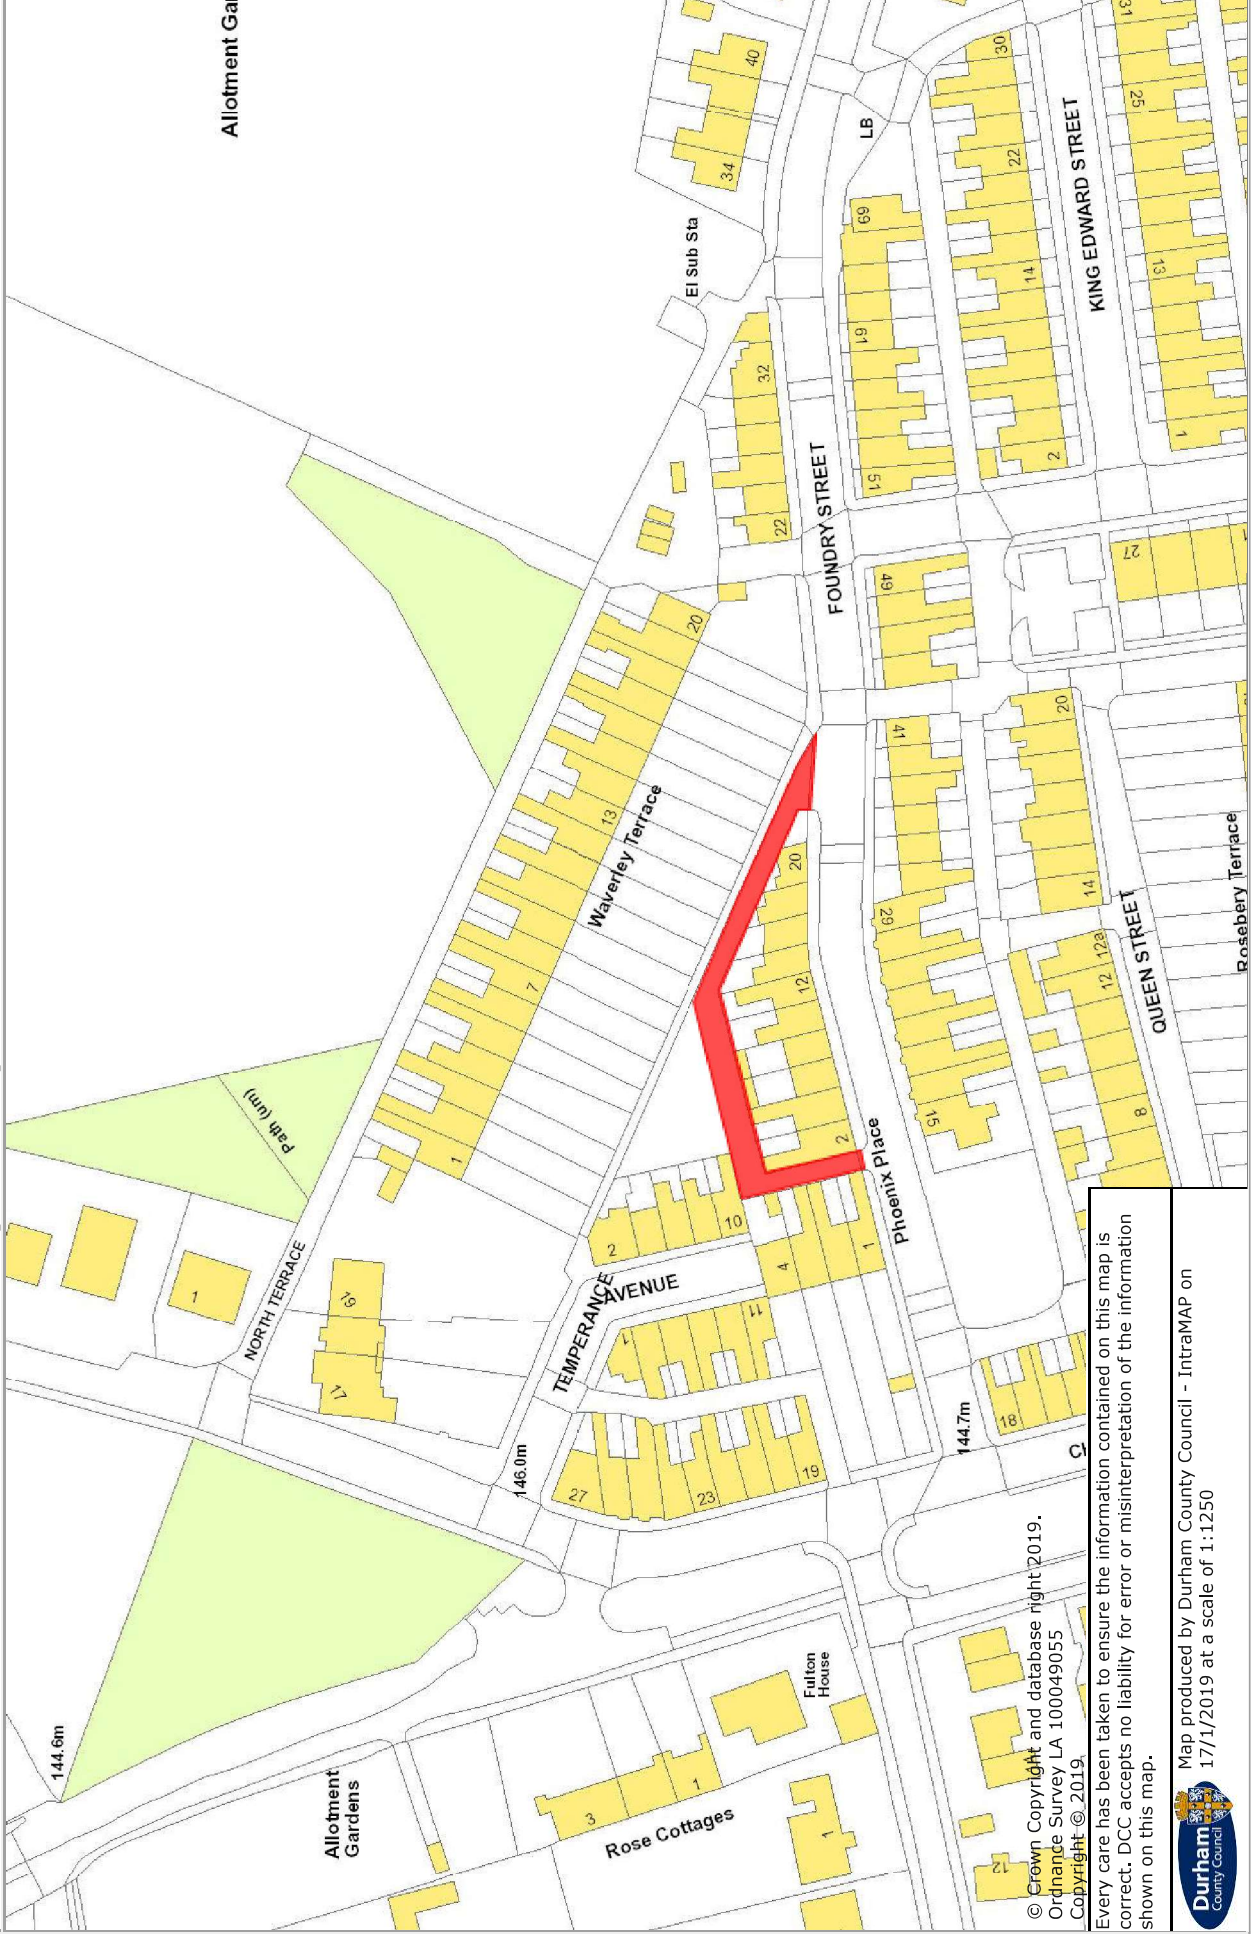 Allotment Gar
40
34
El Sub Sta
LB
30
22
14
2
KING EDWARD STREET
31
25
13
1
69
61
51
32
22
FOUNDRY STREET
49
27
20
13
7
1
Waverley Terrace
41
29
15
20
14
12a
12
8
QUEEN STREET
Rosebery Terrace
20
12
2
Phoenix Place
Path (um)
NORTH TERRACE
1
19
17
2
10
TEMPERANCE
AVENUE
4
1
1
11
27
23
19
146.0m
144.7m
18
Ch
144.6m
Allotment
Gardens
3
1
Rose Cottages
Fulton
House
1
12
© Crown Copyright and database right 2019.
Ordnance Survey LA 100049055
Copyright © 2019
Every care has been taken to ensure the information contained on this map is
correct. DCC accepts no liability for error or misinterpretation of the information
shown on this map.
Durham
County Council
Map produced by Durham County Council - IntraMAP on
17/1/2019 at a scale of 1:1250